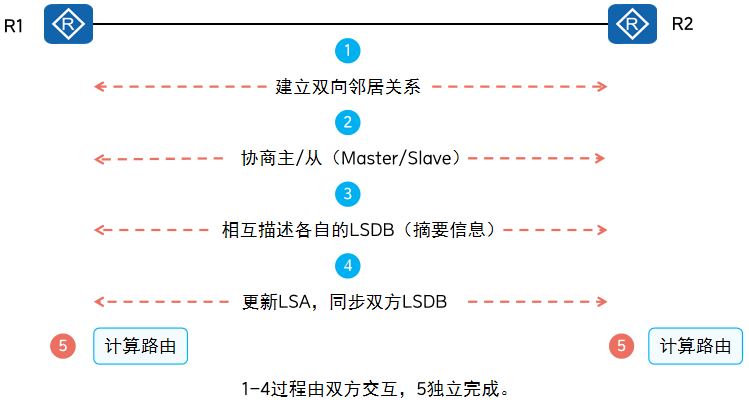 R1
R
R
R2
1
建立双向邻居关系
2
协商主/从（Master/Slave）
3
相互描述各自的LSDB（摘要信息）
4
更新LSA，同步双方LSDB
5 计算路由
5 计算路由
1-4过程由双方交互，5独立完成。